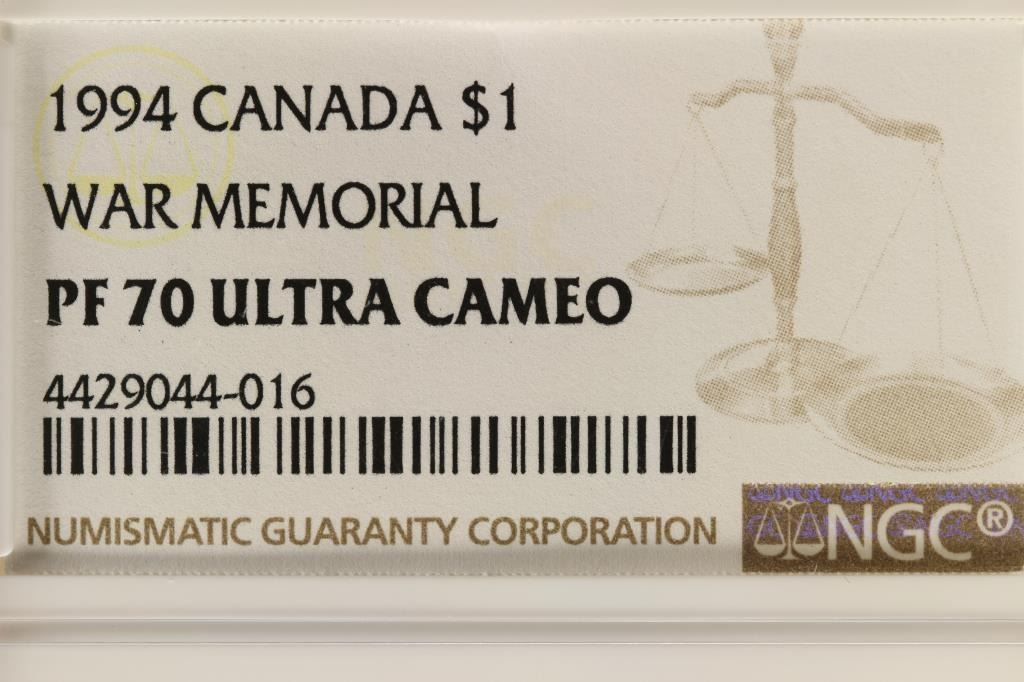 1994 CANADA $1
WAR MEMORIAL
PF 70 ULTRA CAMEO
4429044-016
NUMISMATIC GUARANTY CORPORATION
NGC®